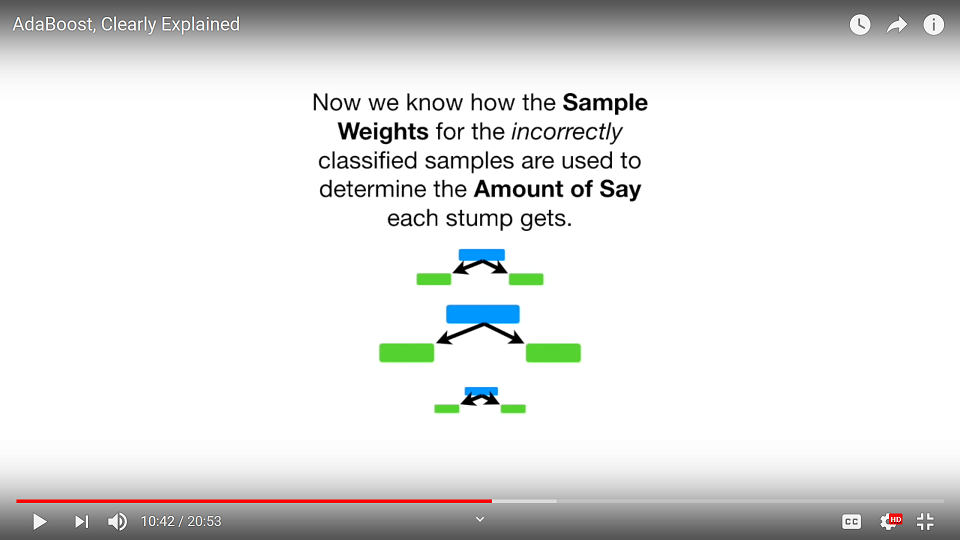 AdaBoost, Clearly Explained
Now we know how the Sample
Weights for the incorrectly
classified samples are used to
determine the Amount of Say
each stump gets.
10:42 / 20:53
CC
HD